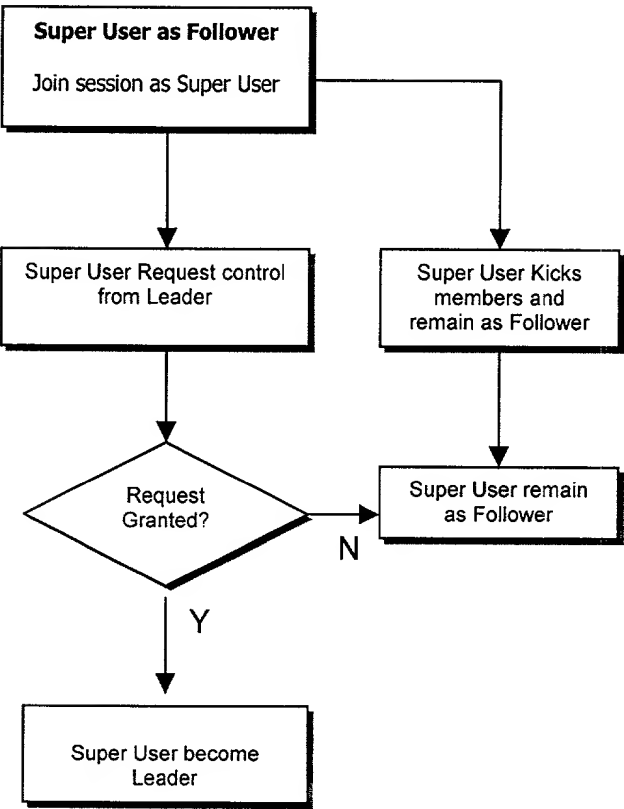 Super User as Follower
Join session as Super User
Super User Request control
from Leader
Super User Kicks
members and
remain as Follower
Request
Granted?
N
Super User remain
as Follower
Y
Super User become
Leader